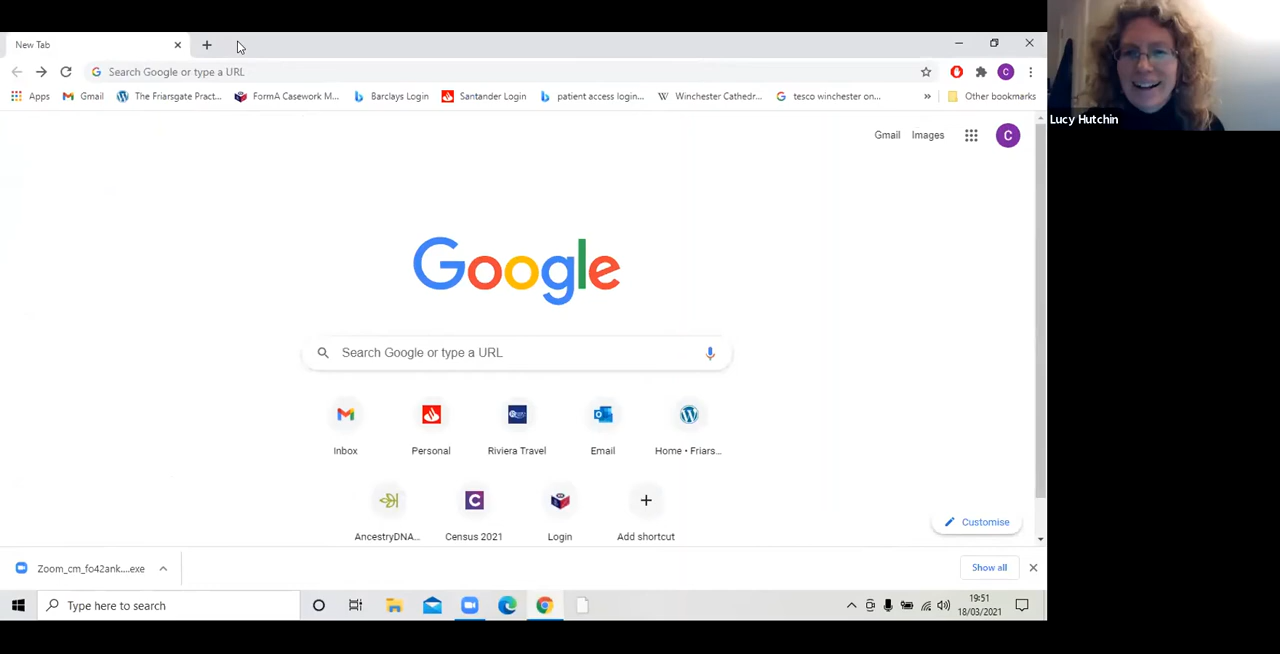 New Tab
Search Google or type a URL
Apps Gmail The Friarsgate Pract... FormA Casework M... Barclays Login Santander Login patient access login... Winchester Cathedr... tesco winchester on... » Other bookmarks
Lucy Hutchin
Gmail Images C
Google
Search Google or type a URL
Inbox Personal Riviera Travel Email Home • Friars...
AncestryDNA... Census 2021 Login Add shortcut
Customise
Zoom_cm_fo42ank....exe Show all
Type here to search 19:51
18/03/2021